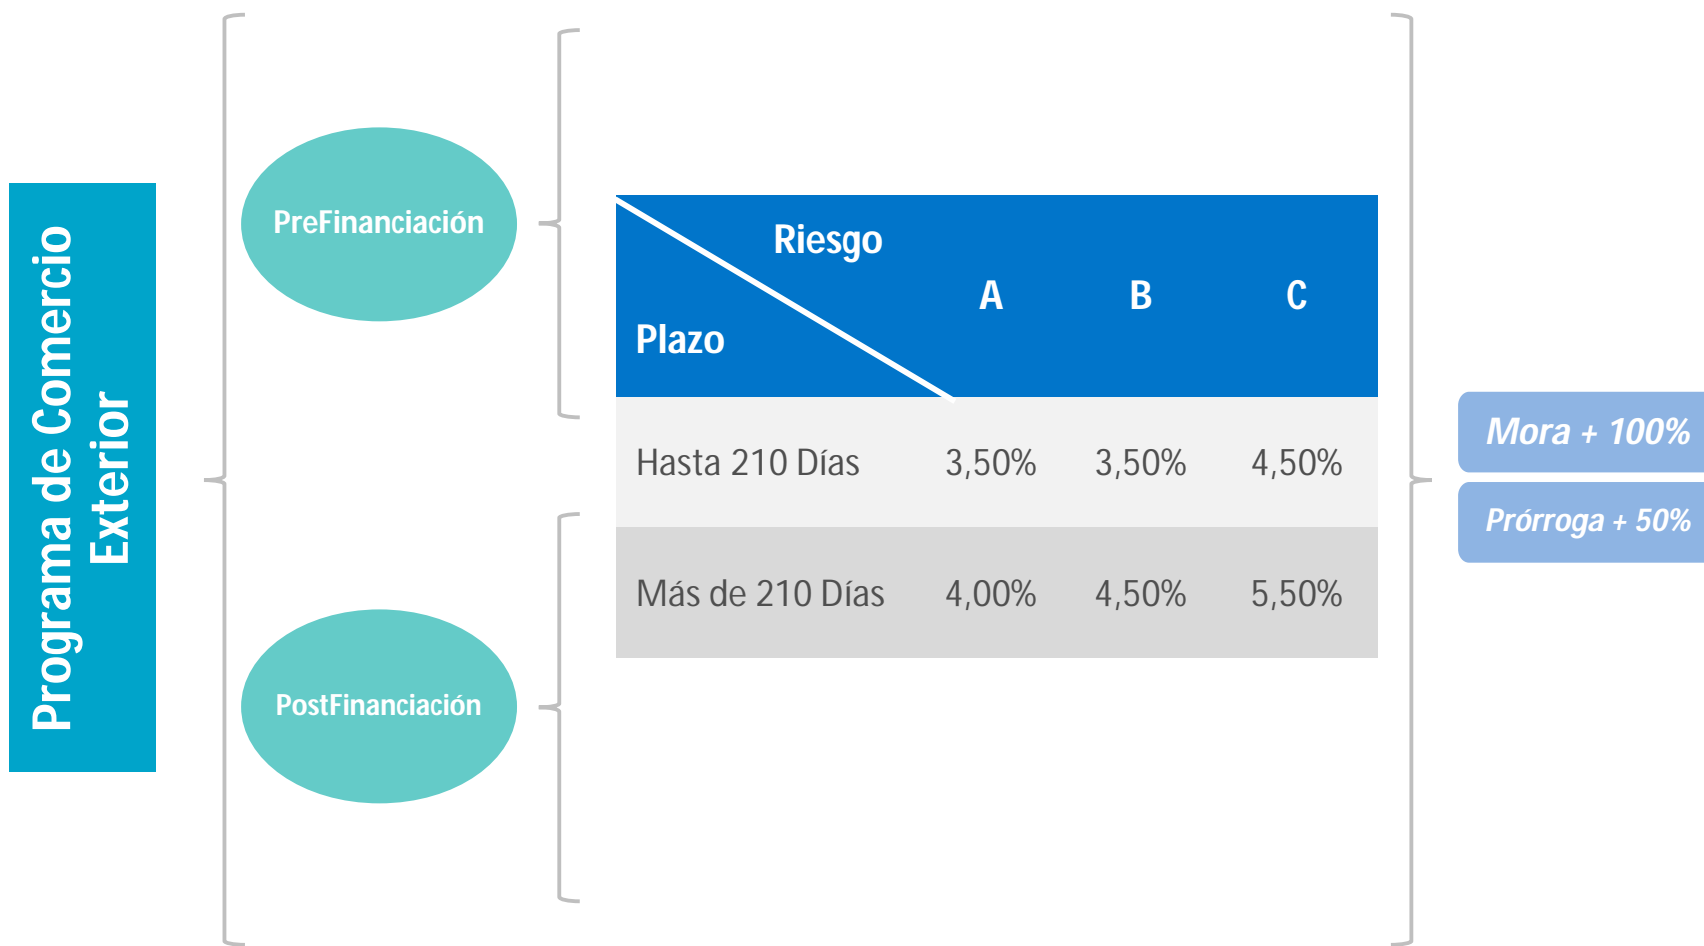 Programa de Comercio
Exterior
PreFinanciación
PostFinanciación
Riesgo
Plazo
A B C
Hasta 210 Días 3,50% 3,50% 4,50%
Más de 210 Días 4,00% 4,50% 5,50%
Mora + 100%
Prórroga + 50%